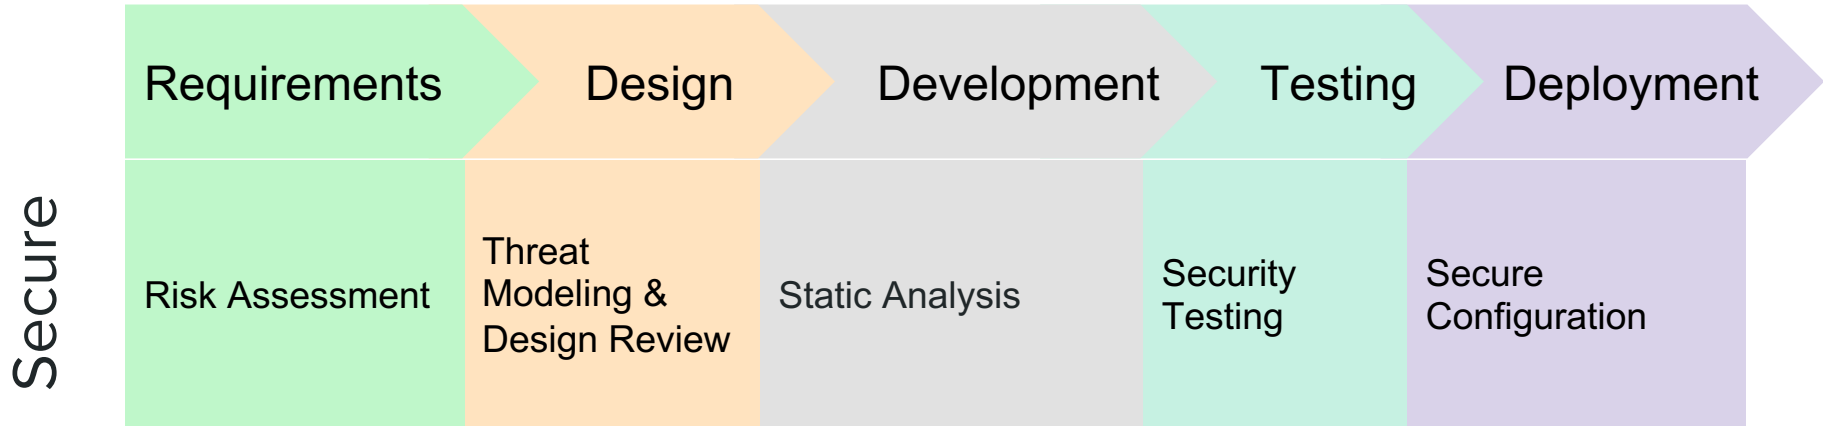 Requirements
Design
Development
Testing
Deployment
Secure
Risk Assessment
Threat
Modeling &
Design Review
Static Analysis
Security
Testing
Secure
Configuration